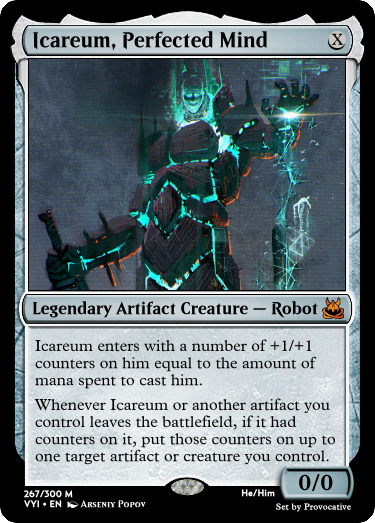 Icareum, Perfected Mind X
Legendary Artifact Creature — Robot
Icareum enters with a number of +1/+1
counters on him equal to the amount of
mana spent to cast him.
Whenever Icareum or another artifact you
control leaves the battlefield, if it had
counters on it, put those counters on up to
one target artifact or creature you control.
0/0
267/300 M He/Him
VYI • EN Arseniy Popov Set by Provocative